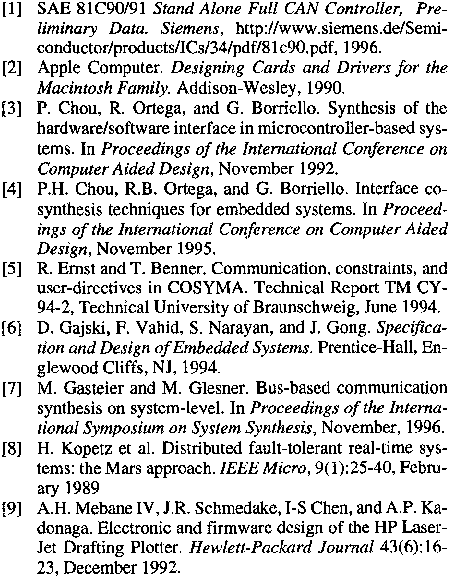 [1] SAE 81C90/91 Stand Alone Full CAN Controller, Pre-
liminary Data. Siemens, http://www.siemens.de/Semi-
conductor/products/ICs/34/pdf/81c90.pdf, 1996.
[2] Apple Computer. Designing Cards and Drivers for the
Macintosh Family. Addison-Wesley, 1990.
[3] P. Chou, R. Ortega, and G. Borriello. Synthesis of the
hardware/software interface in microcontroller-based sys-
tems. In Proceedings of the International Conference on
Computer Aided Design, November 1992.
[4] P.H. Chou, R.B. Ortega, and G. Borriello. Interface co-
synthesis techniques for embedded systems. In Proceed-
ings of the International Conference on Computer Aided
Design, November 1995.
[5] R. Ernst and T. Benner. Communication, constraints, and
user-directives in COSYMA. Technical Report TM CY-
94-2, Technical University of Braunschweig, June 1994.
[6] D. Gajski, F. Vahid, S. Narayan, and J. Gong. Specifica-
tion and Design of Embedded Systems. Prentice-Hall, En-
glewood Cliffs, NJ, 1994.
[7] M. Gasteier and M. Glesner. Bus-based communication
synthesis on system-level. In Proceedings of the Interna-
tional Symposium on System Synthesis, November, 1996.
[8] H. Kopetz et al. Distributed fault-tolerant real-time sys-
tems: the Mars approach. IEEE Micro, 9(1):25-40, Febru-
ary 1989
[9] A.H. Mebane IV, J.R. Schmedake, I-S Chen, and A.P. Ka-
donaga. Electronic and firmware design of the HP Laser-
Jet Drafting Plotter. Hewlett-Packard Journal 43(6):16-
23, December 1992.